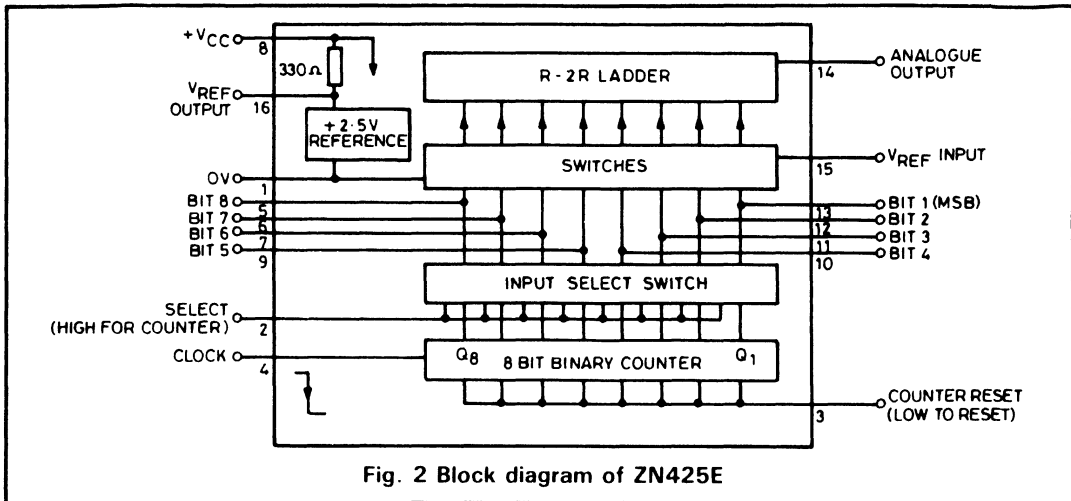 +VCC
8
330Ω
VREF
OUTPUT
16
+2·5V
REFERENCE
0V
1
BIT 8
5
BIT 7
6
BIT 6
7
BIT 5
9
SELECT
(HIGH FOR COUNTER)
2
CLOCK
4
R-2R LADDER
SWITCHES
INPUT SELECT SWITCH
Q8
8 BIT BINARY COUNTER
Q1
14
ANALOGUE
OUTPUT
15
VREF INPUT
13
BIT 1 (MSB)
12
BIT 2
11
BIT 3
10
BIT 4
3
COUNTER RESET
(LOW TO RESET)
Fig. 2 Block diagram of ZN425E